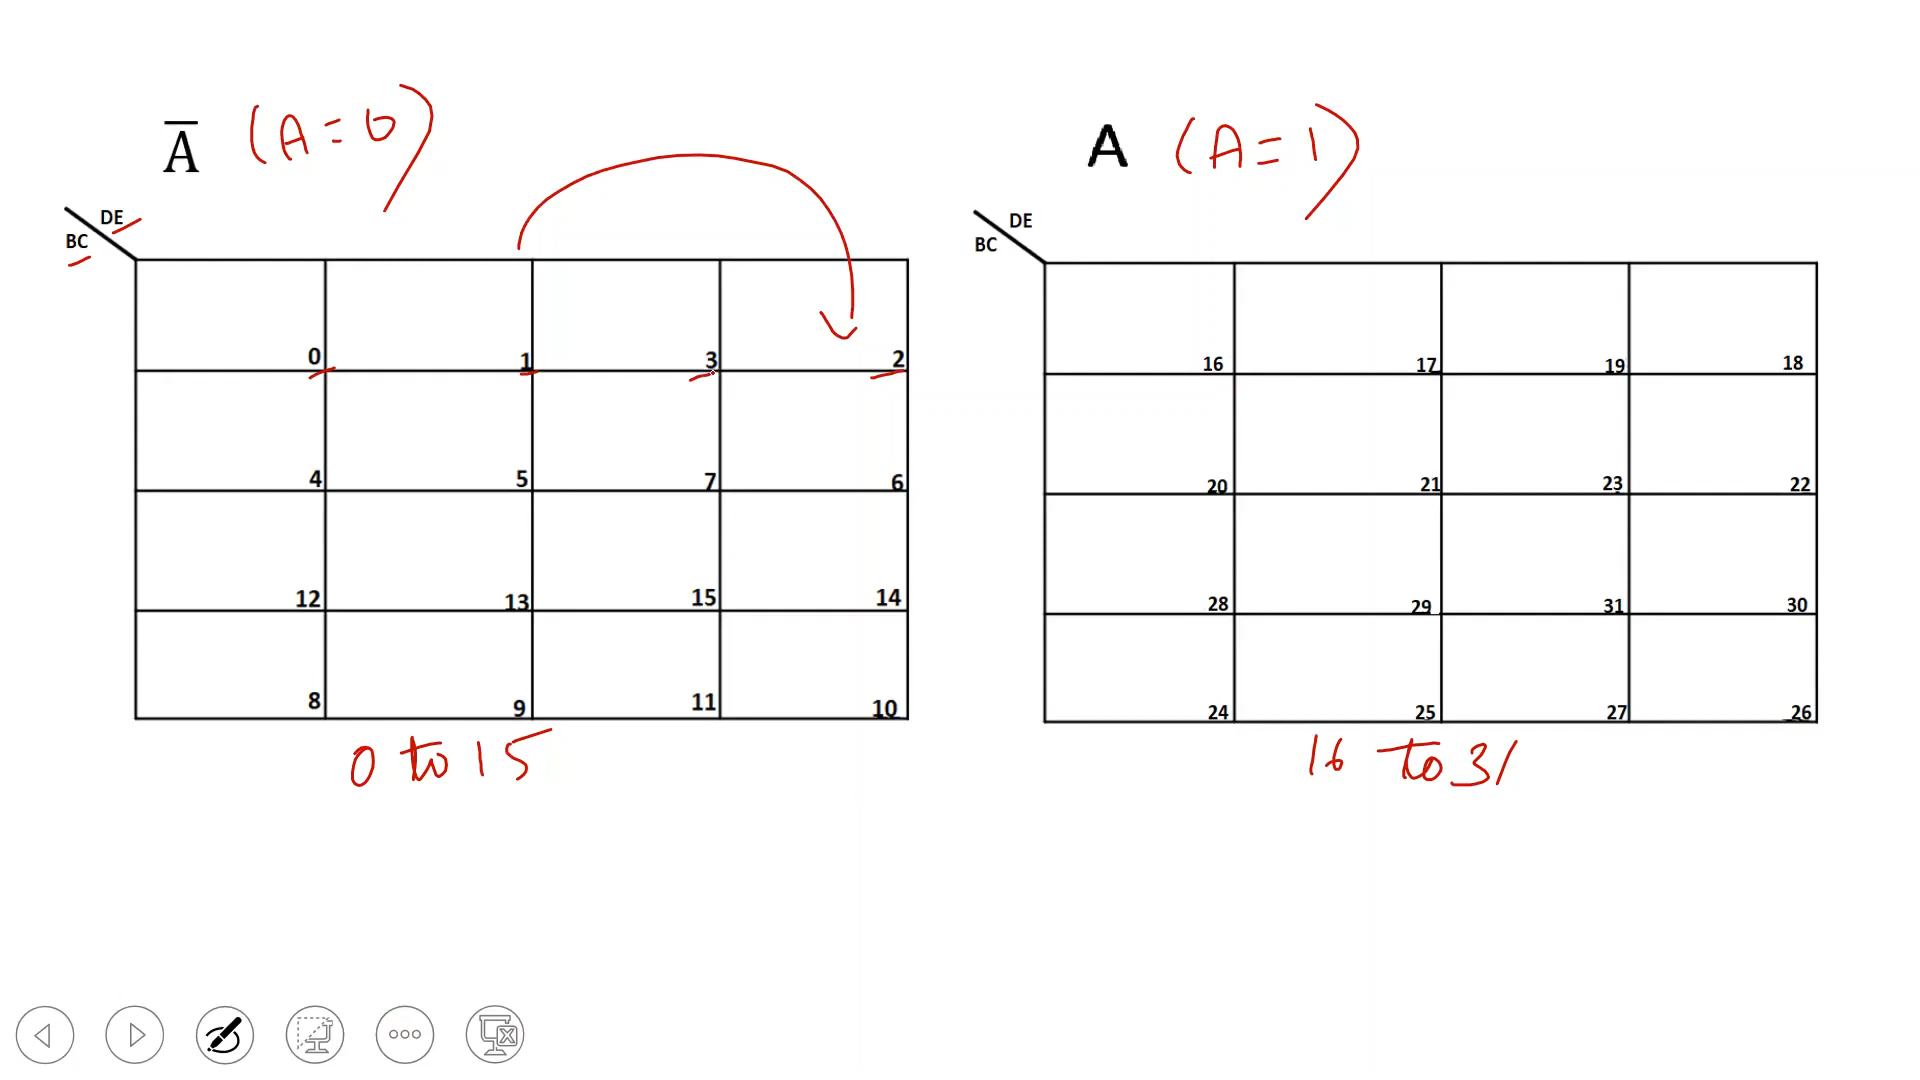 A̅ (A=0)
A (A=1)
DE
BC
DE
BC
0 1 3 2
16 17 19 18
4 5 7 6
20 21 23 22
12 13 15 14
28 29 31 30
8 9 11 10
24 25 27 26
0 to 15
16 to 31